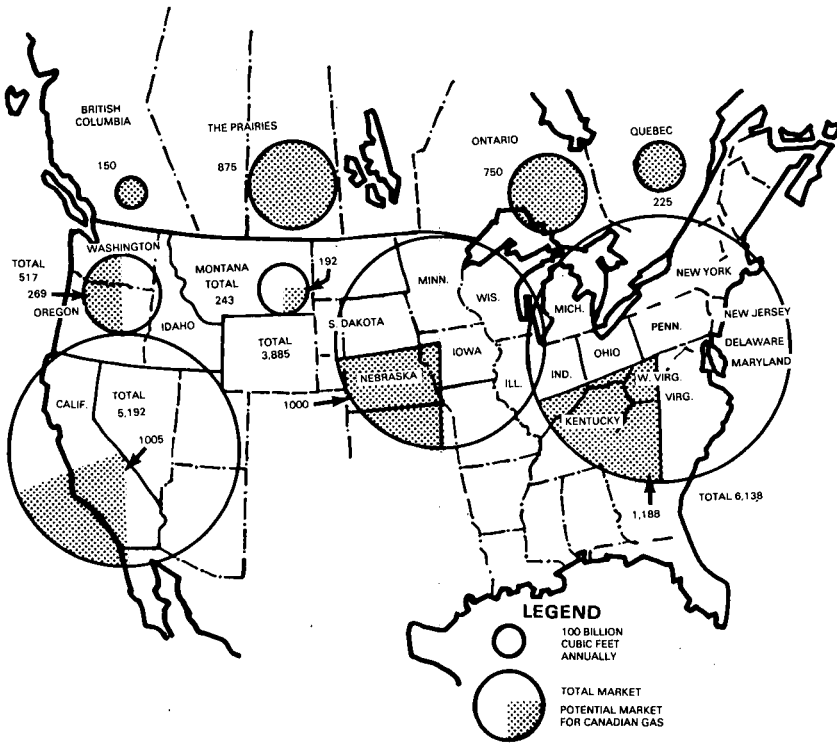 BRITISH
COLUMBIA
150
THE PRAIRIES
875
ONTARIO
750
QUEBEC
225
WASHINGTON
TOTAL
517
269
OREGON
IDAHO
MONTANA
TOTAL
243
192
TOTAL
3,885
S. DAKOTA
MINN.
WIS.
IOWA
NEBRASKA
1000
ILL.
MICH.
IND.
OHIO
PENN.
NEW YORK
NEW JERSEY
DELAWARE
MARYLAND
W. VIRG.
VIRG.
KENTUCKY
1,188
TOTAL 6,138
CALIF.
TOTAL
5,192
1005
LEGEND
100 BILLION
CUBIC FEET
ANNUALLY
TOTAL MARKET
POTENTIAL MARKET
FOR CANADIAN GAS